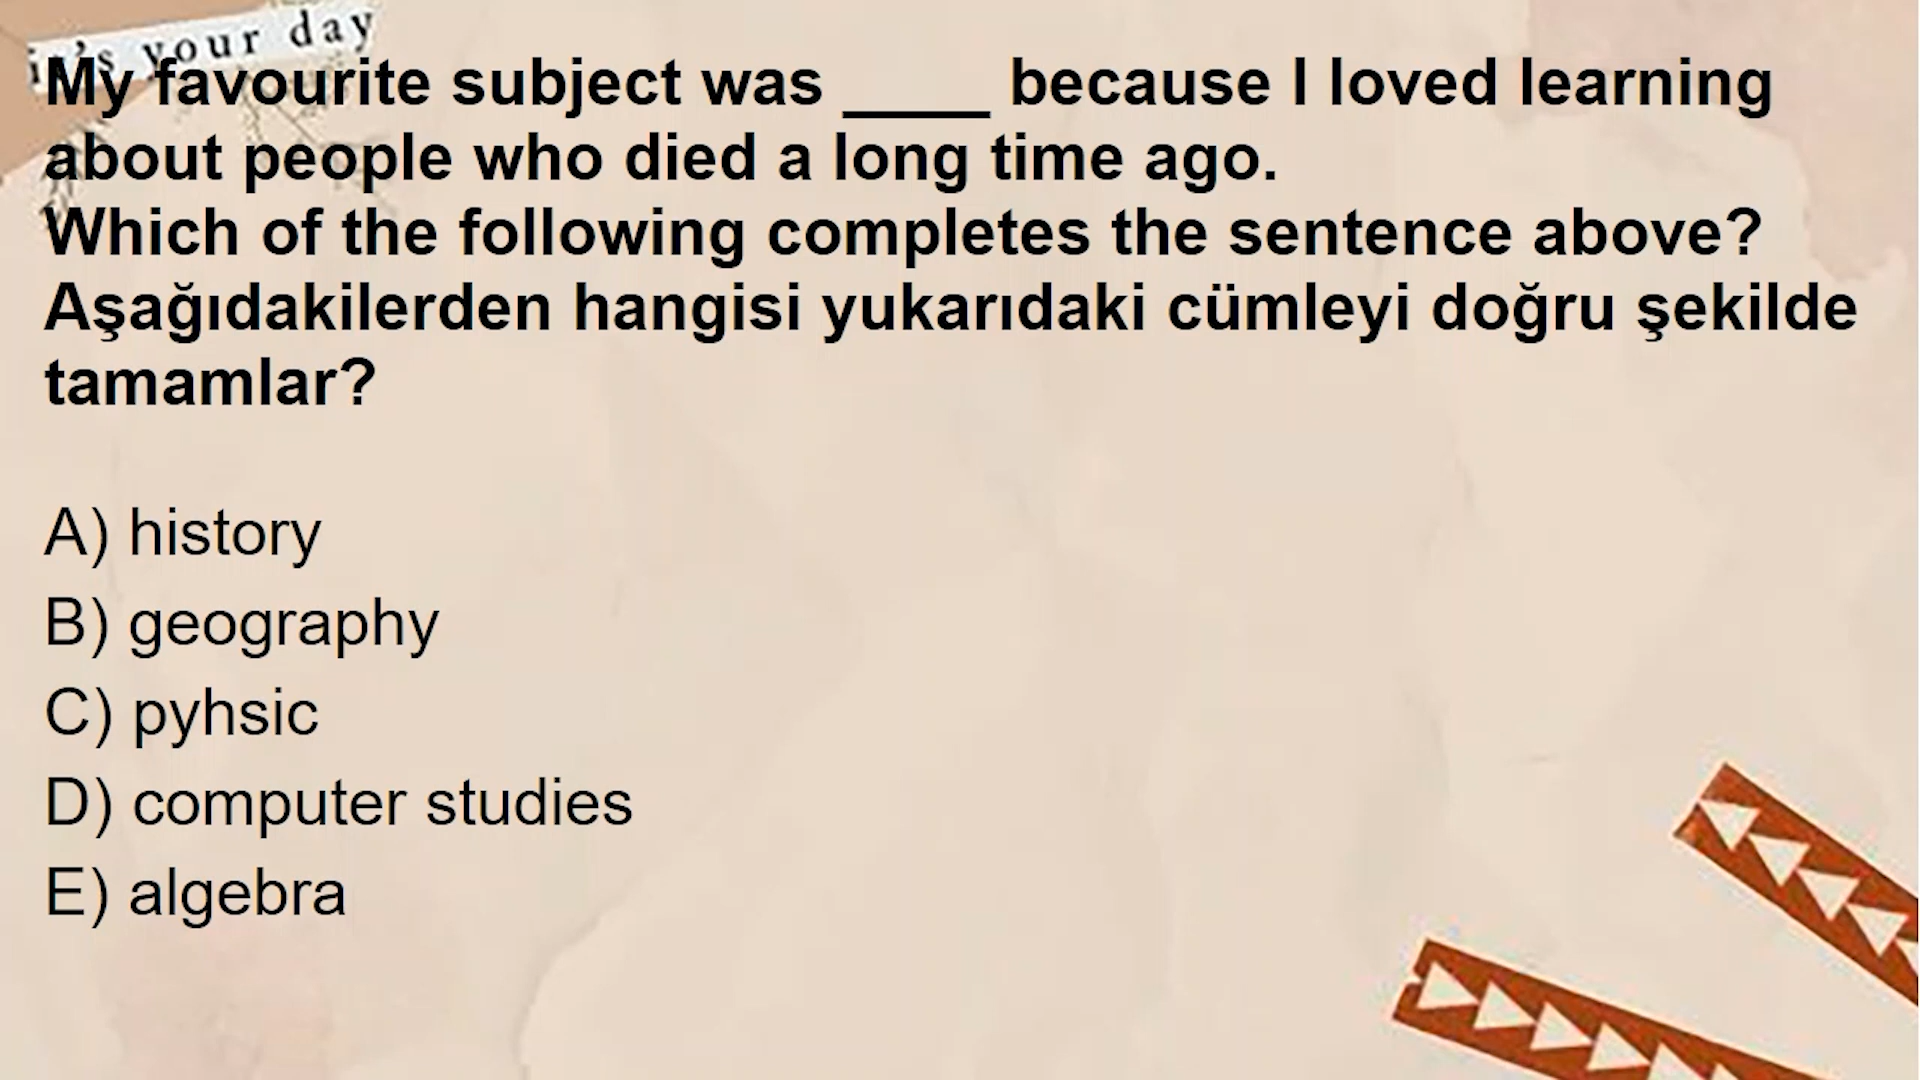 it's your day
My favourite subject was ____ because I loved learning
about people who died a long time ago.
Which of the following completes the sentence above?
Aşağıdakilerden hangisi yukarıdaki cümleyi doğru şekilde
tamamlar?
A) history
B) geography
C) pyhsic
D) computer studies
E) algebra